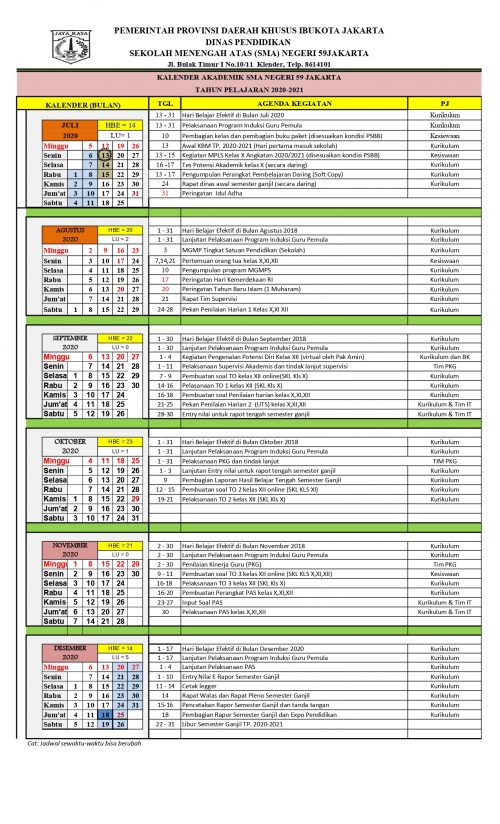 JAYA RAYA
PEMERINTAH PROVINSI DAERAH KHUSUS IBUKOTA JAKARTA
DINAS PENDIDIKAN
SEKOLAH MENENGAH ATAS (SMA) NEGERI 59JAKARTA
Jl. Bulak Timur I No.10/11 Klender, Telp. 8614101
KALENDER AKADEMIK SMA NEGERI 59 JAKARTA
TAHUN PELAJARAN 2020-2021
KALENDER (BULAN) TGL AGENDA KEGIATAN PJ
13 - 31 Hari Belajar Efektif di Bulan Juli 2020 Kurikulum
JULI HBE = 14 13 - 31 Pelaksanaan Program Induksi Guru Pemula Kurikulum
2020 LU= 1 10 Pembagian kelas dan pembagian buku paket (disesuaikan kondisi PSBB) Kesiswaan
Minggu 5 12 19 26 13 Awal KBM TP. 2020-2021 (Hari pertama masuk sekolah) Kurikulum
Senin 6 13 20 27 13 - 15 Kegiatan MPLS Kelas X Angkatan 2020/2021 (disesuaikan kondisi PSBB) Kesiswaan
Selasa 7 14 21 28 16 -17 Tes Potensi Akademik kelas X (secara daring) Kurikulum
Rabu 1 8 15 22 29 13 - 17 Pengumpulan Perangkat Pembelajaran Daring (Soft Copy) Kurikulum
Kamis 2 9 16 23 30 24 Rapat dinas awal semester ganjil (secara daring) Kurikulum
Jum'at 3 10 17 24 31 31 Peringatan Idul Adha
Sabtu 4 11 18 25
AGUSTUS HBE = 20 1 - 31 Hari Belajar Efektif di Bulan Agustus 2018 Kurikulum
2020 LU = 2 1 - 31 Lanjutan Pelaksanaan Program Induksi Guru Pemula Kurikulum
Minggu 2 9 16 23 3 MGMP Tingkat Satuan Pendidikan (Sekolah) Kurikulum
Senin 3 10 17 24 7,14,21 Pertemuan orang tua kelas X,XI,XII Kesiswaan
Selasa 4 11 18 25 10 Pengumpulan program MGMPS Kurikulum
Rabu 5 12 19 26 17 Peringatan Hari Kemerdekaan RI Kurikulum
Kamis 6 13 20 27 20 Peringatan Tahun Baru Islam (1 Muharam) Kurikulum
Jum'at 7 14 21 28 21 Rapat Tim Supervisi Kurikulum
Sabtu 1 8 15 22 29 24-28 Pekan Penilaian Harian 1 Kelas X,XI XII Kurikulum
SEPTEMBER HBE = 22 1 - 30 Hari Belajar Efektif di Bulan September 2018 Kurikulum
2020 LU = 0 1 - 30 Lanjutan Pelaksanaan Program Induksi Guru Pemula Kurikulum
Minggu 6 13 20 27 1 - 4 Kegiatan Pengenalan Potensi Diri Kelas XII (virtual oleh Pak Amin) Kurikulum dan BK
Senin 7 14 21 28 1 - 11 Pelaksanaan Supervisi Akademis dan tindak lanjut supervisi Tim PKG
Selasa 1 8 15 22 29 7 - 9 Pembuatan soal TO kelas XII online(SKL Kls X) Kurikulum
Rabu 2 9 16 23 30 14-16 Pelasanaan TO 1 kelas XII (SKL Kls X) Kurikulum
Kamis 3 10 17 24 16-18 Pembuatan soal Penilaian harian kelas X,XI,XII Kurikulum
Jum'at 4 11 18 25 21-25 Pekan Penilaian Harian 2 (UTS) kelas X,XI,XII Kurikulum & Tim IT
Sabtu 5 12 19 26 28-30 Entry nilai untuk rapot tengah semester ganjil Kurikulum & Tim IT
OKTOBER HBE = 23 1 - 31 Hari Belajar Efektif di Bulan Oktober 2018 Kurikulum
2020 LU = 1 1 - 31 Lanjutan Pelaksanaan Program Induksi Guru Pemula Kurikulum
Minggu 4 11 18 25 1 - 31 Pelaksanaan PKG dan tindak lanjut TIM PKG
Senin 5 12 19 26 1 - 3 Lanjutan Entry nilai untuk rapot tengah semester ganjil Kurikulum
Selasa 6 13 20 27 9 Pembagian Laporan Hasil Belajar Tengah Semester Ganjil Kurikulum
Rabu 7 14 21 28 12 - 15 Pembuatan soal TO 2 kelas XII online (SKL KLS XI) Kurikulum
Kamis 1 8 15 22 29 19-21 Pelaksanaan TO 2 kelas XII (SKL Kls X) Kurikulum
Jum'at 2 9 16 23 30
Sabtu 3 10 17 24 31
NOVEMBER HBE = 21 2 - 30 Hari Belajar Efektif di Bulan November 2018 Kurikulum
2020 LU = 0 2 - 30 Lanjutan Pelaksanaan Program Induksi Guru Pemula Kurikulum
Minggu 1 8 15 22 29 2 - 30 Penilaian Kinerja Guru (PKG) Tim PKG
Senin 2 9 16 23 30 9 - 11 Pembuatan soal TO 3 kelas XII online (SKL KLS X,XI,XII) Kesiswaan
Selasa 3 10 17 24 16-18 Pelaksanaan TO 3 kelas XII (SKL X) Kurikulum
Rabu 4 11 18 25 16-20 Pembuatan Perangkat PAS kelas X,XI,XII Kurikulum
Kamis 5 12 19 26 23-27 Input Soal PAS Kurikulum & Tim IT
Jum'at 6 13 20 27 30 Pelaksanaan PAS kelas X,XI,XII Kurikulum & Tim IT
Sabtu 7 14 21 28
DESEMBER HBE = 14 1 - 17 Hari Belajar Efektif di Bulan Desember 2020 Kurikulum
2020 LU = 5 1 - 17 Lanjutan Pelaksanaan Program Induksi Guru Pemula Kurikulum
Minggu 6 13 20 27 1 - 4 Lanjutan Pelaksanaan PAS Kurikulum
Senin 7 14 21 28 1 - 10 Entry Nilai E Rapor Semester Ganjil Kurikulum
Selasa 1 8 15 22 29 11 - 14 Cetak legger Kurikulum
Rabu 2 9 16 23 30 14 Rapat Walas dan Rapat Pleno Semester Ganjil Kurikulum
Kamis 3 10 17 24 31 15-16 Pencetakan Rapor Semester Ganjil dan tanda tangan Kurikulum
Jum'at 4 11 18 25 18 Pembagian Rapor Semester Ganjil dan Expo Pendidikan Kurikulum
Sabtu 5 12 19 26 22 - 31 Libur Semester Ganjil TP. 2020-2021
Cat: Jadwal sewaktu-waktu bisa berubah